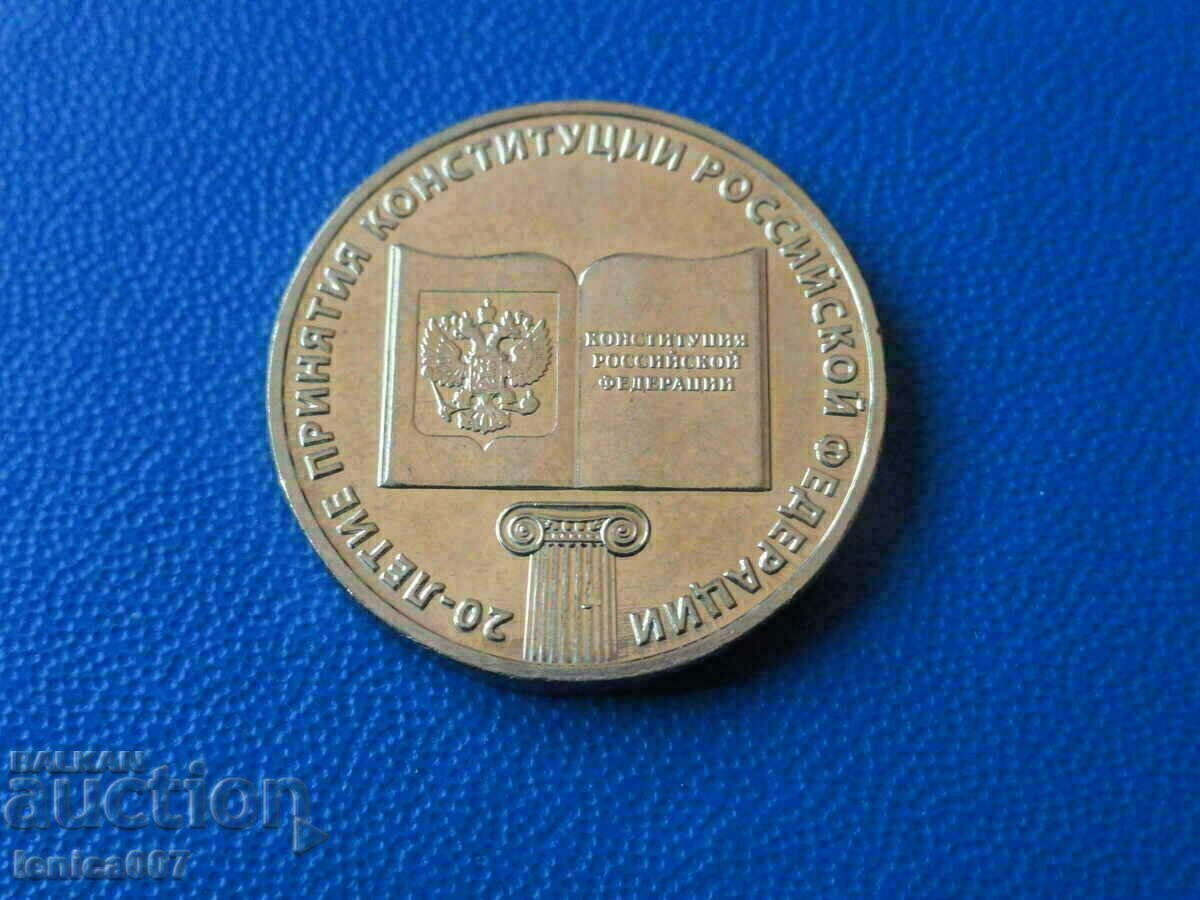 20-ЛЕТИЕ ПРИНЯТИЯ КОНСТИТУЦИИ РОССИЙСКОЙ ФЕДЕРАЦИИ
КОНСТИТУЦИЯ
РОССИЙСКОЙ
ФЕДЕРАЦИИ
BALKAN
auction
lenica007